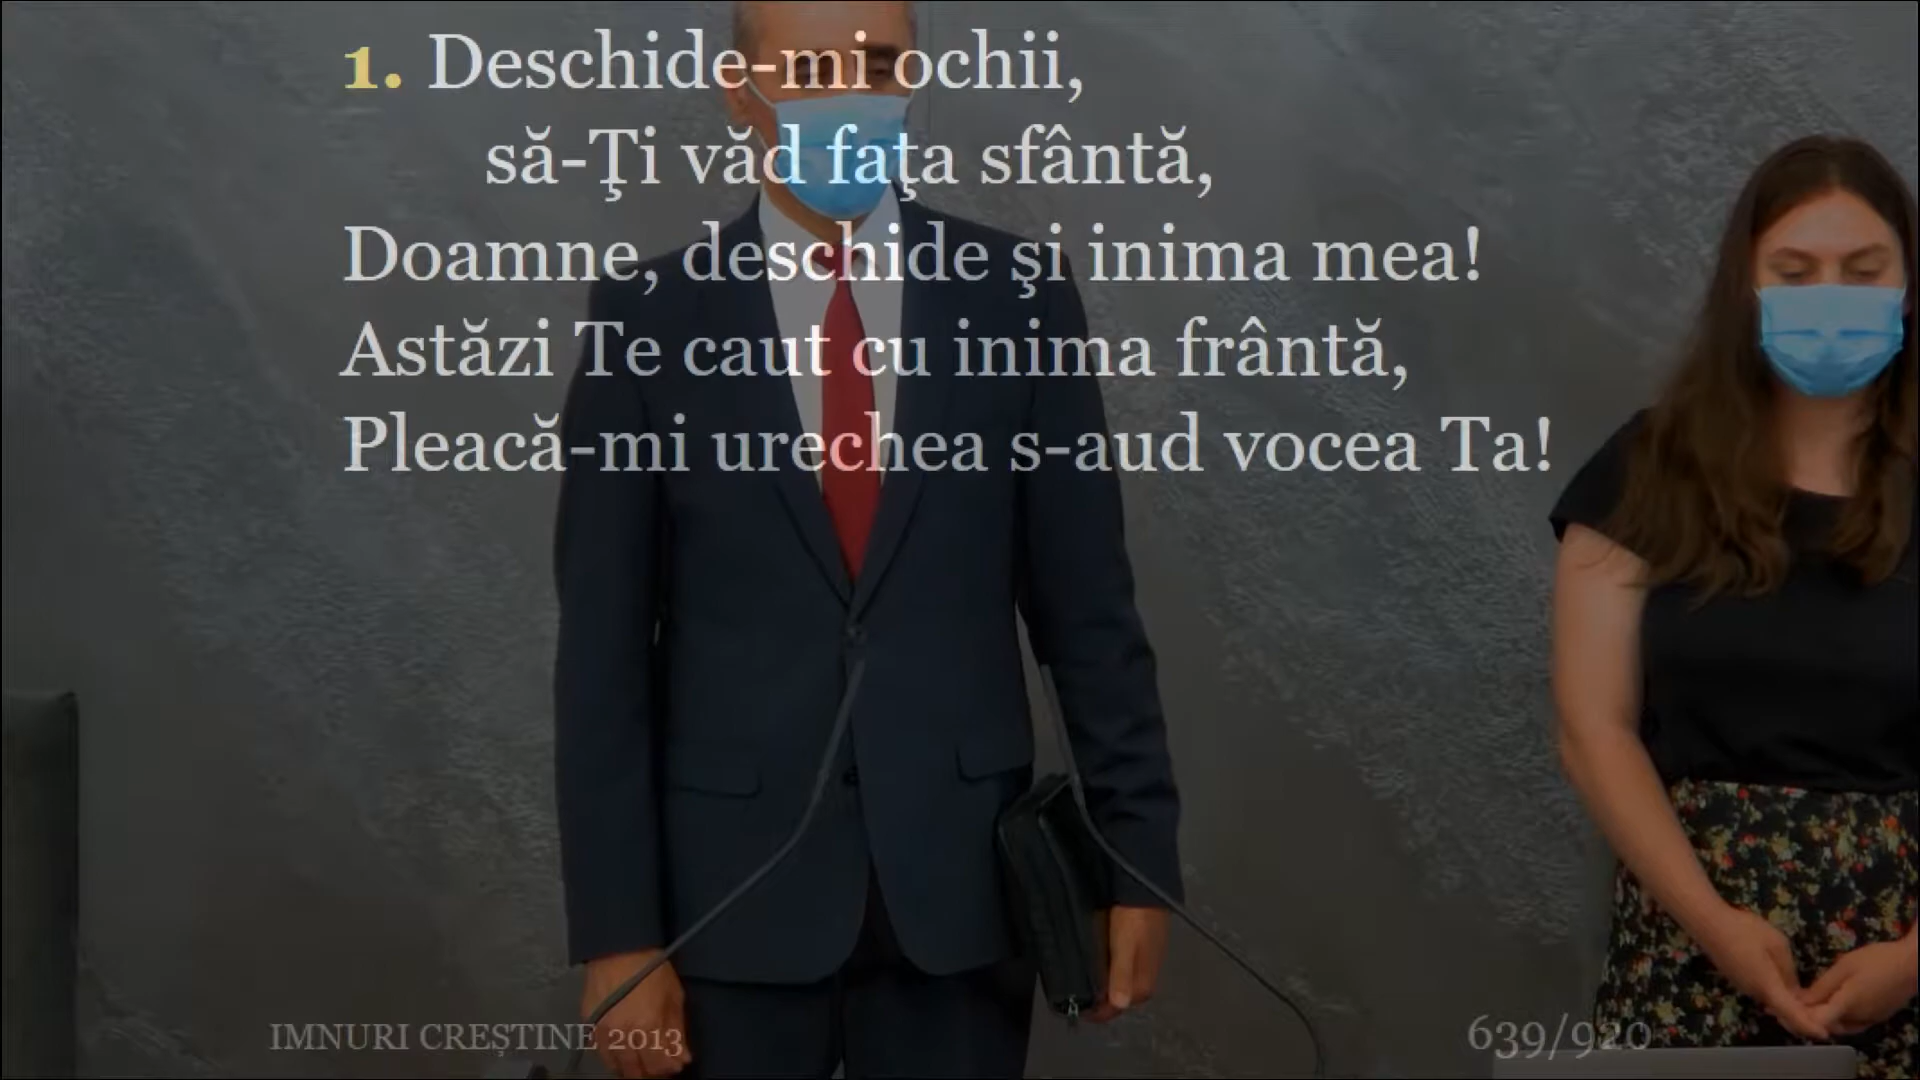 1. Deschide-mi ochii,
să-Ţi văd faţa sfântă,
Doamne, deschide şi inima mea!
Astăzi Te caut cu inima frântă,
Pleacă-mi urechea s-aud vocea Ta!
IMNURI CREȘTINE 2013
639/920